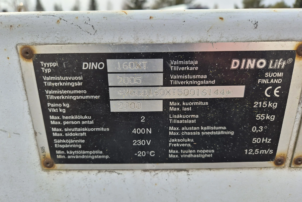 Tyyppi
Typ
DINO
160XT
Valmistaja
Tillverkare
DINO Lift®
SUOMI
FINLAND
Valmistusvuosi
Tillverkningsår
2005
Valmistusmaa
Tillverkningsland
Valmistenumero
Tillverkningsnummer
Paino kg
Vikt kg
Max. kuormitus
Max. last
215 kg
Max. henkilöluku
Max. person antal
2
Lisäkuorma
Tillsatslast
55 kg
Max. sivuttaiskuormitus
Max. sidokraft
400 N
Max. alustan kallistuma
Max. chassis snedställning
0,3°
Sähköjännite
Elspänning
230 V
Jaksoluku
Frekvens
50 Hz
Min. käyttölämpötila
Min. användningstemp.
-20°C
Max. tuulen nopeus
Max. vindhastighet
12,5 m/s